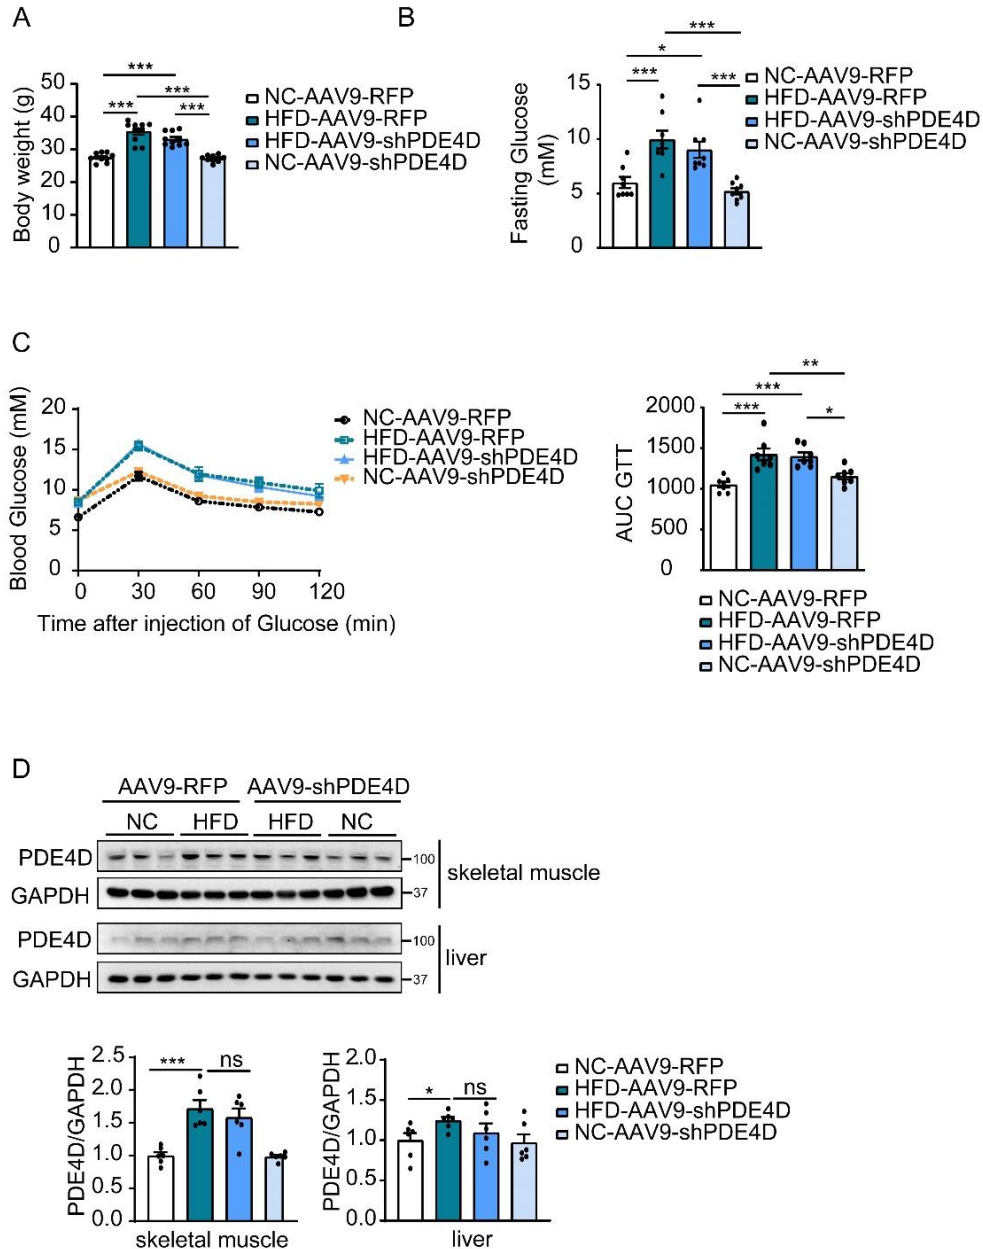 A
Body weight (g)
50
40
30
20
10
0
***
***
***
***
NC-AAV9-RFP
HFD-AAV9-RFP
HFD-AAV9-shPDE4D
NC-AAV9-shPDE4D
B
Fasting Glucose
(mM)
15
10
5
0
***
*
***
***
NC-AAV9-RFP
HFD-AAV9-RFP
HFD-AAV9-shPDE4D
NC-AAV9-shPDE4D
C
Blood Glucose (mM)
20
15
10
5
0
0 30 60 90 120
Time after injection of Glucose (min)
NC-AAV9-RFP
HFD-AAV9-RFP
HFD-AAV9-shPDE4D
NC-AAV9-shPDE4D
AUC GTT
2000
1500
1000
500
0
**
***
***
*
NC-AAV9-RFP
HFD-AAV9-RFP
HFD-AAV9-shPDE4D
NC-AAV9-shPDE4D
D
AAV9-RFP AAV9-shPDE4D
NC HFD HFD NC
PDE4D 100
GAPDH 37
skeletal muscle
PDE4D 100
GAPDH 37
liver
PDE4D/GAPDH
2.5
2.0
1.5
1.0
0.5
0.0
*** ns
skeletal muscle
PDE4D/GAPDH
2.0
1.5
1.0
0.5
0.0
* ns
liver
NC-AAV9-RFP
HFD-AAV9-RFP
HFD-AAV9-shPDE4D
NC-AAV9-shPDE4D